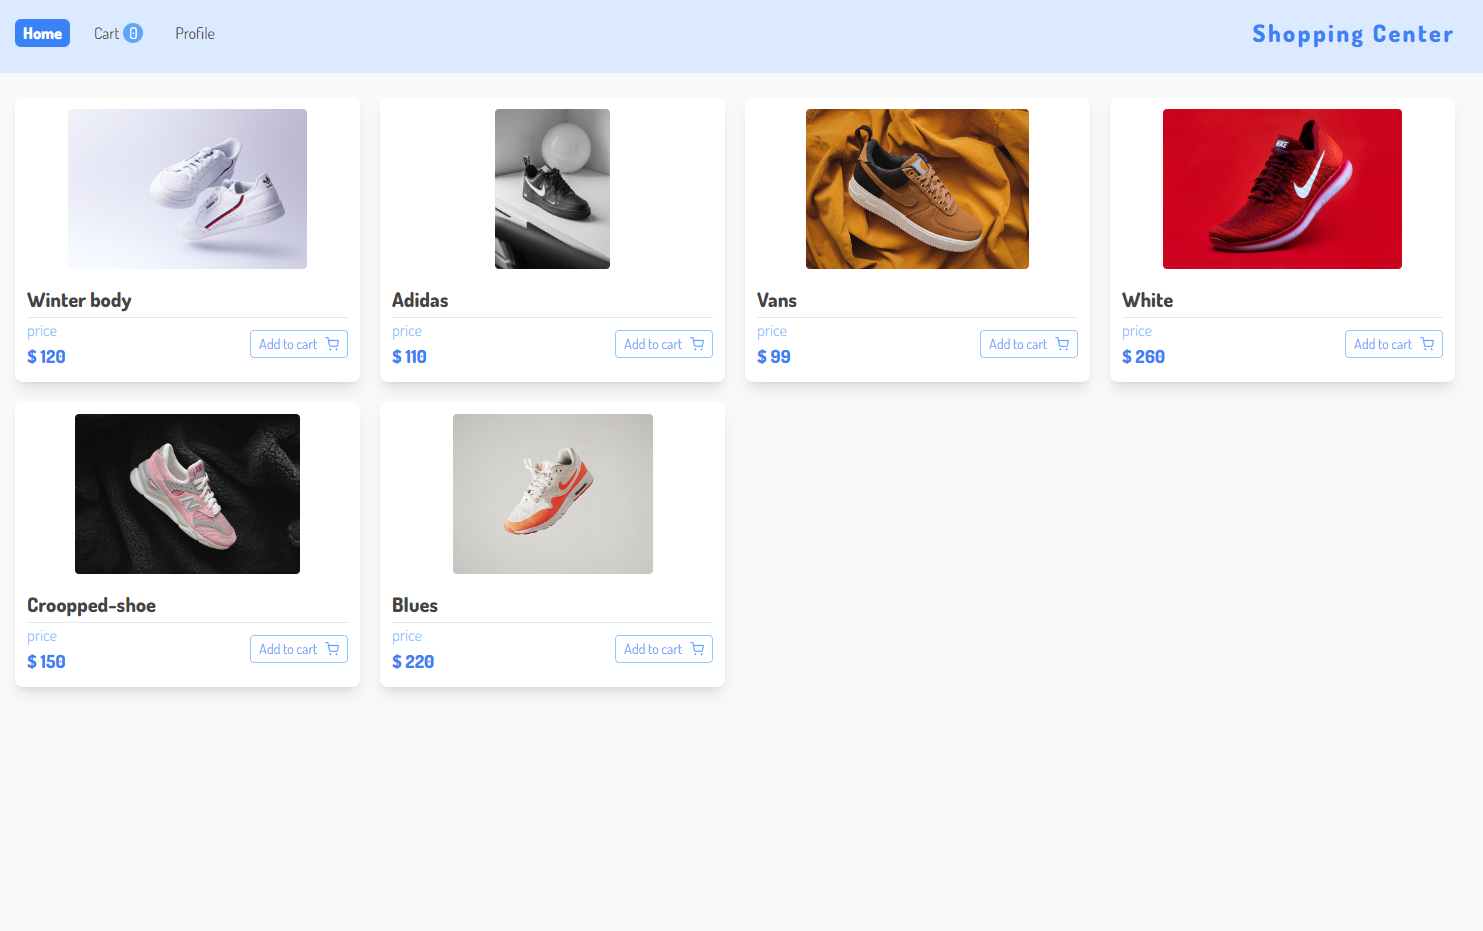 Home Cart 0 Profile Shopping Center
Winter body
price
$ 120
Add to cart
Adidas
price
$ 110
Add to cart
Vans
price
$ 99
Add to cart
NIKE
White
price
$ 260
Add to cart
N
Croopped-shoe
price
$ 150
Add to cart
Blues
price
$ 220
Add to cart